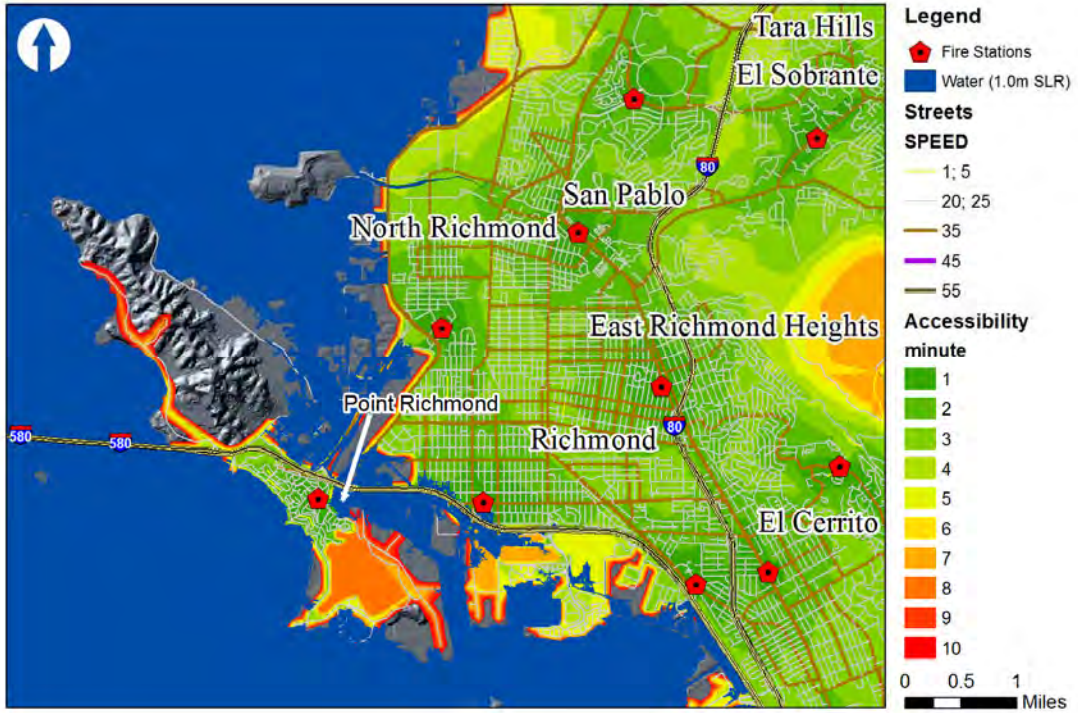 Tara Hills
El Sobrante
80
San Pablo
North Richmond
East Richmond Heights
Point Richmond
80
580
580
Richmond
El Cerrito
Legend
Fire Stations
Water (1.0m SLR)
Streets
SPEED
1; 5
20; 25
35
45
55
Accessibility
minute
1
2
3
4
5
6
7
8
9
10
0 0.5 1
Miles